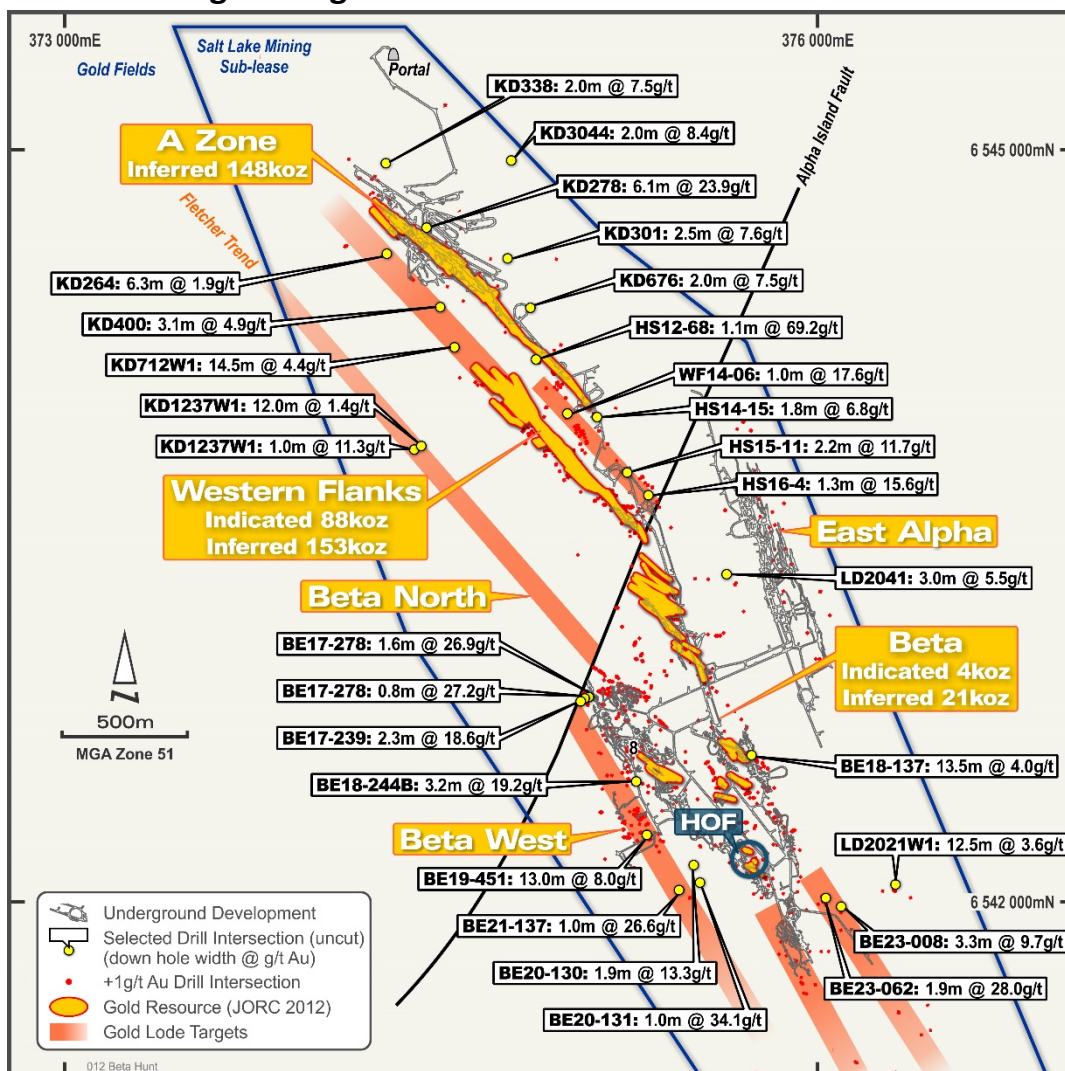 373 000mE
376 000mE
Gold Fields
Salt Lake Mining
Sub-lease
Portal
Alpha Island Fault
KD338: 2.0m @ 7.5g/t
KD3044: 2.0m @ 8.4g/t
6 545 000mN
A Zone
Inferred 148koz
KD278: 6.1m @ 23.9g/t
Fletcher Trend
KD301: 2.5m @ 7.6g/t
KD264: 6.3m @ 1.9g/t
KD676: 2.0m @ 7.5g/t
KD400: 3.1m @ 4.9g/t
HS12-68: 1.1m @ 69.2g/t
KD712W1: 14.5m @ 4.4g/t
WF14-06: 1.0m @ 17.6g/t
KD1237W1: 12.0m @ 1.4g/t
HS14-15: 1.8m @ 6.8g/t
KD1237W1: 1.0m @ 11.3g/t
HS15-11: 2.2m @ 11.7g/t
HS16-4: 1.3m @ 15.6g/t
Western Flanks
Indicated 88koz
Inferred 153koz
East Alpha
LD2041: 3.0m @ 5.5g/t
Beta North
BE17-278: 1.6m @ 26.9g/t
Beta
Indicated 4koz
Inferred 21koz
BE17-278: 0.8m @ 27.2g/t
N
500m
MGA Zone 51
BE17-239: 2.3m @ 18.6g/t
8
BE18-137: 13.5m @ 4.0g/t
BE18-244B: 3.2m @ 19.2g/t
HOF
Beta West
LD2021W1: 12.5m @ 3.6g/t
BE19-451: 13.0m @ 8.0g/t
6 542 000mN
BE21-137: 1.0m @ 26.6g/t
BE23-008: 3.3m @ 9.7g/t
BE20-130: 1.9m @ 13.3g/t
BE23-062: 1.9m @ 28.0g/t
BE20-131: 1.0m @ 34.1g/t
Underground Development
Selected Drill Intersection (uncut)
(down hole width @ g/t Au)
+1g/t Au Drill Intersection
Gold Resource (JORC 2012)
Gold Lode Targets
012 Beta Hunt